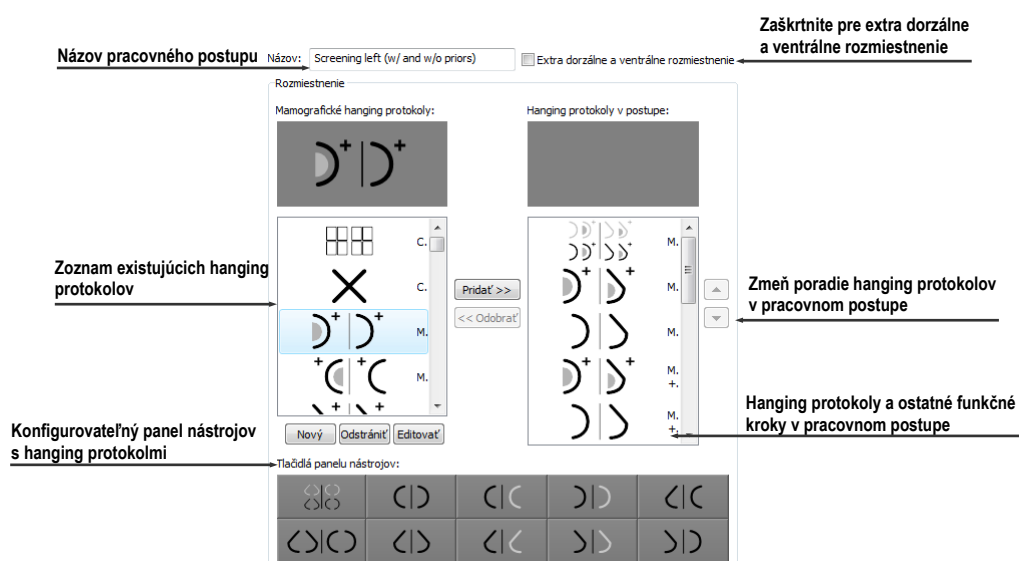 Zaškrtnite pre extra dorzálne
a ventrálne rozmiestnenie
Názov pracovného postupu
Názov: Screening left (w/ and w/o priors) Extra dorzálne a ventrálne rozmiestnenie
Rozmiestnenie
Mamografické hanging protokoly: Hanging protokoly v postupe:
C. M.
Zoznam existujúcich hanging
protokolov
C. Pridať >> M.
Zmeň poradie hanging protokolov
v pracovnom postupe
<< Odobrať
M. M.
M. M.
+.
Hanging protokoly a ostatné funkčné
kroky v pracovnom postupe
M.
+.
Konfigurovateľný panel nástrojov
s hanging protokolmi
Nový Odstrániť Editovať
Tlačidlá panelu nástrojov: